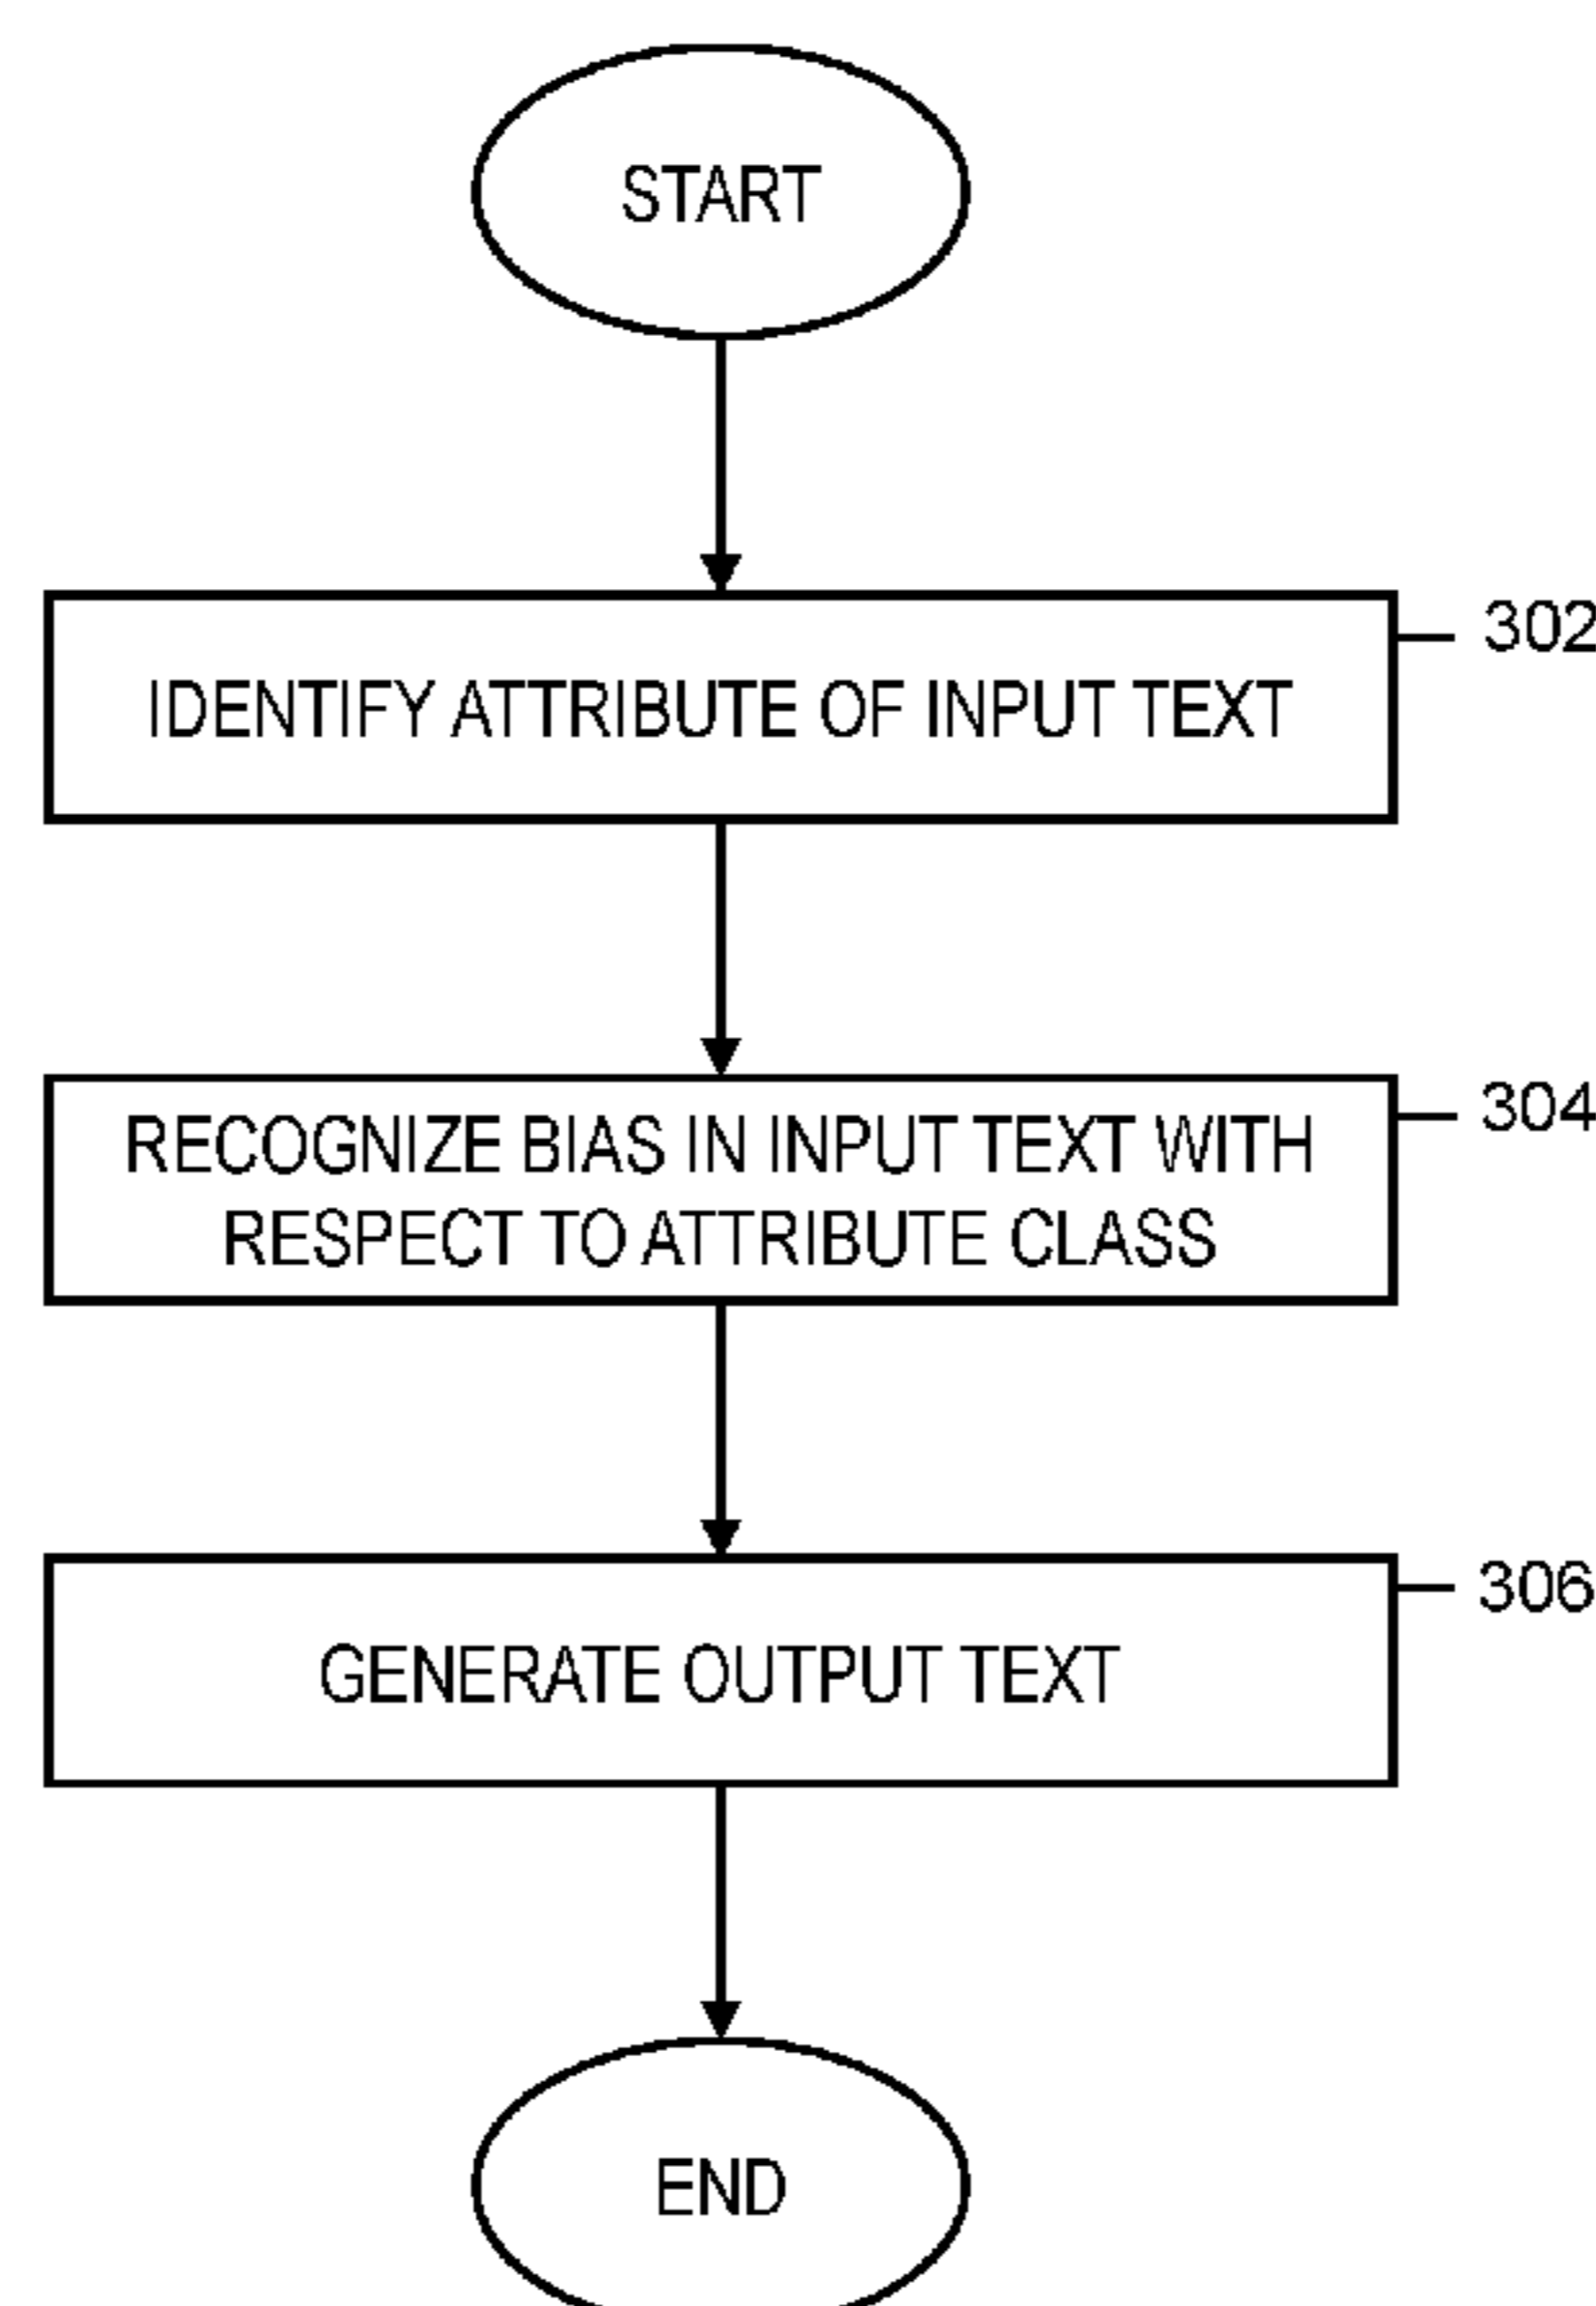 START
302
IDENTIFY ATTRIBUTE OF INPUT TEXT
304
RECOGNIZE BIAS IN INPUT TEXT WITH
RESPECT TO ATTRIBUTE CLASS
306
GENERATE OUTPUT TEXT
END